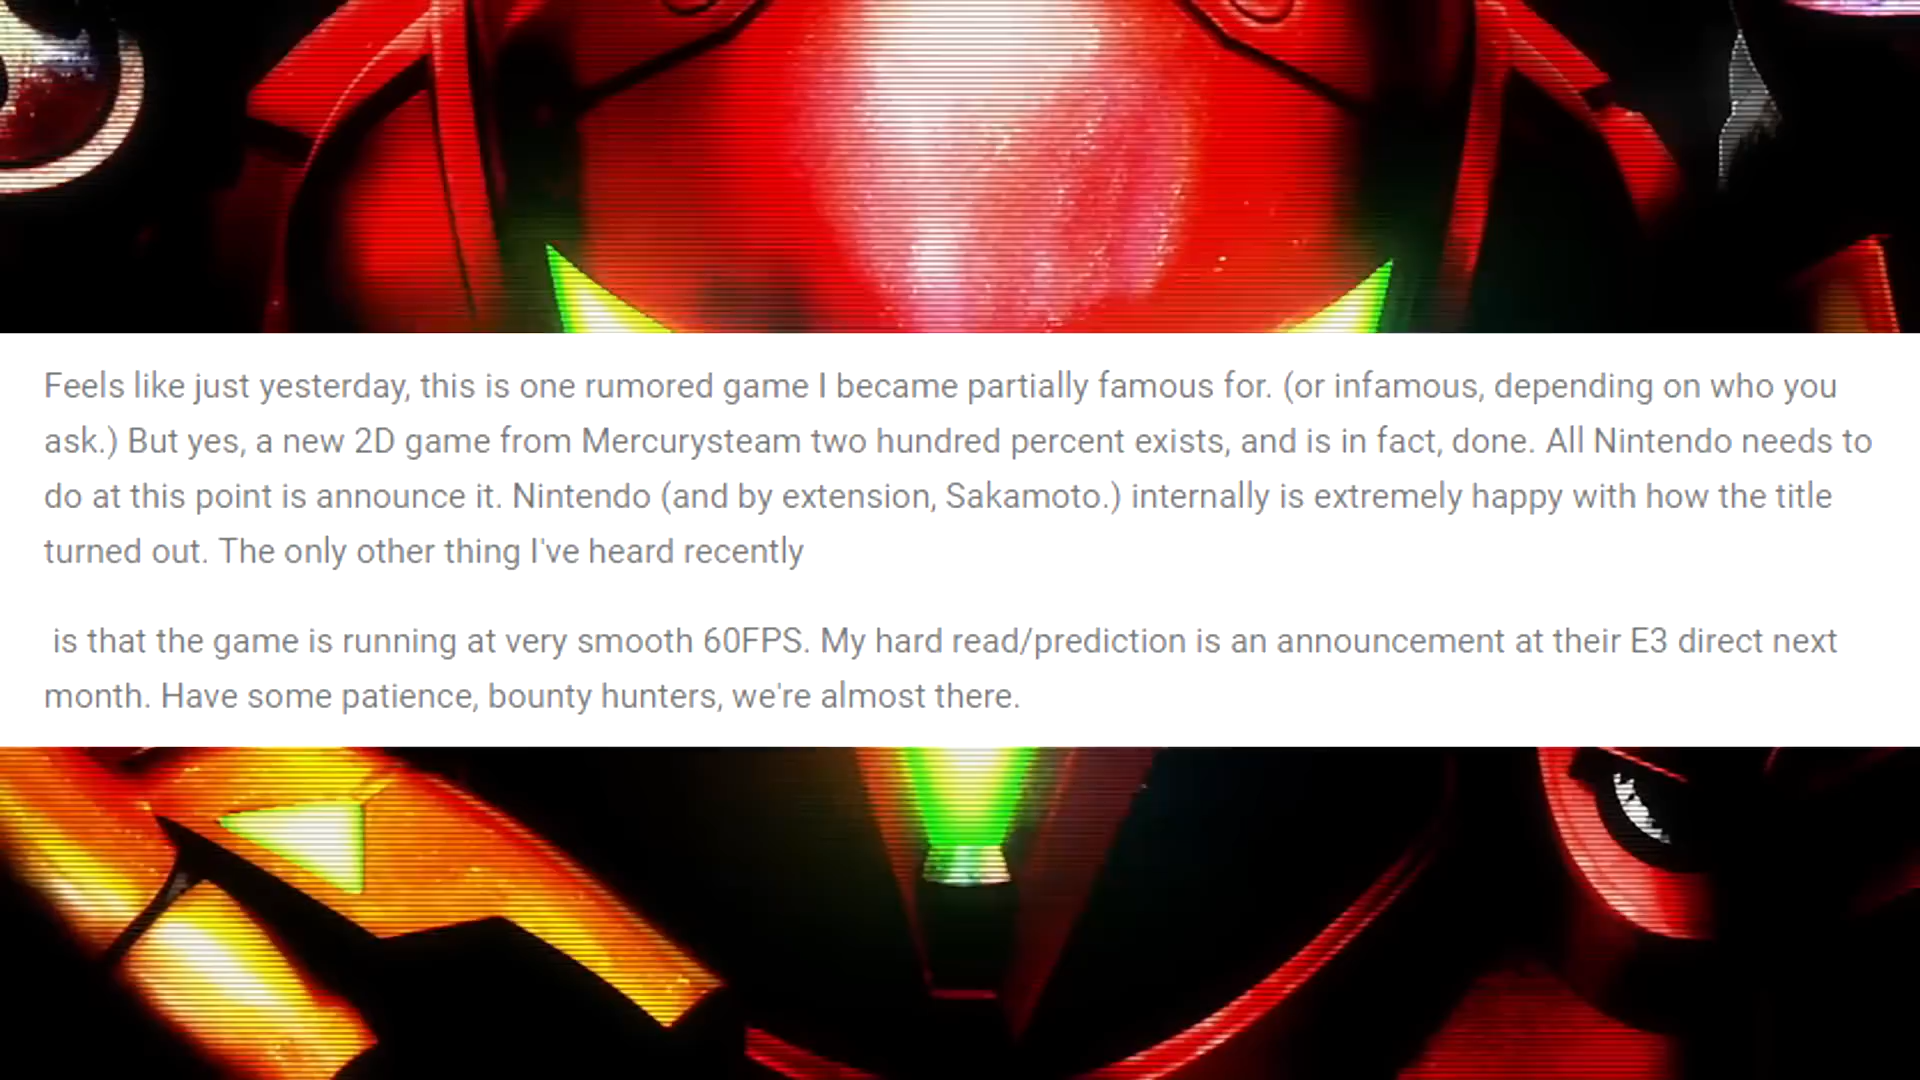 Feels like just yesterday, this is one rumored game I became partially famous for. (or infamous, depending on who you
ask.) But yes, a new 2D game from Mercurysteam two hundred percent exists, and is in fact, done. All Nintendo needs to
do at this point is announce it. Nintendo (and by extension, Sakamoto.) internally is extremely happy with how the title
turned out. The only other thing I've heard recently
is that the game is running at very smooth 60FPS. My hard read/prediction is an announcement at their E3 direct next
month. Have some patience, bounty hunters, we're almost there.